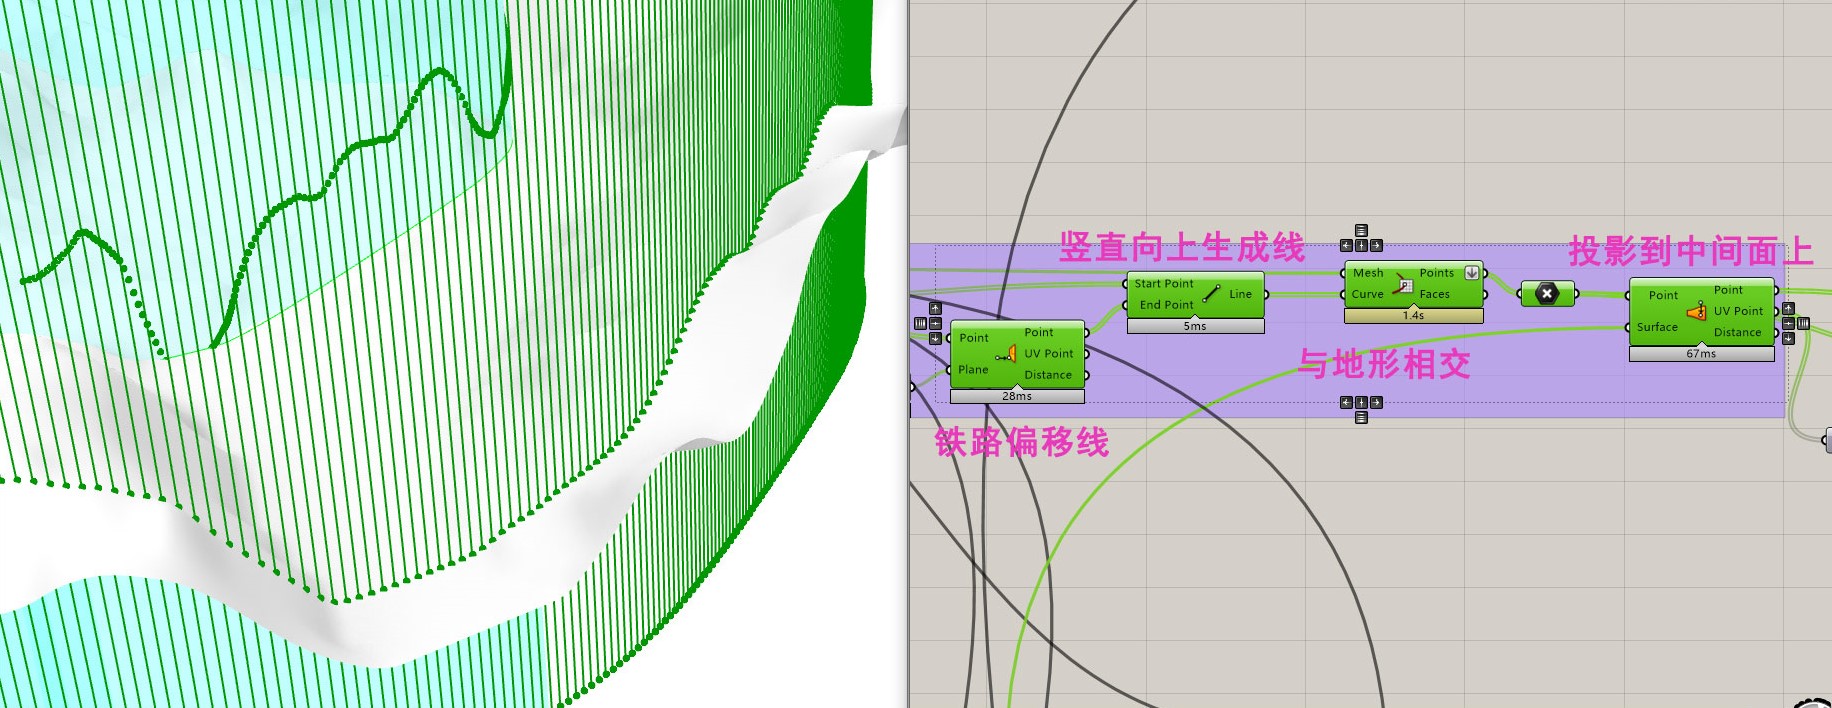 竖直向上生成线
投影到中间面上
Mesh
Points
Curve
Faces
1.4s
Start Point
End Point
Line
5ms
Point
Surface
Point
UV Point
Distance
67ms
Point
Plane
Point
UV Point
Distance
28ms
与地形相交
铁路偏移线